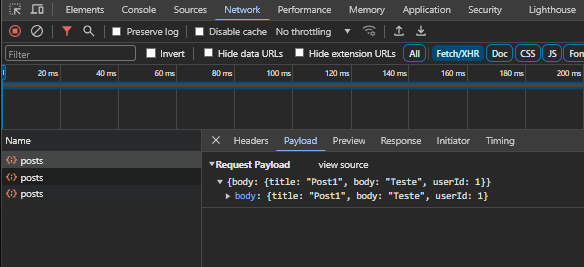 Elements Console Sources Network Performance Memory Application Security Lighthouse
Preserve log Disable cache No throttling
Filter Invert Hide data URLs Hide extension URLs All Fetch/XHR Doc CSS JS Fon
20 ms 40 ms 60 ms 80 ms 100 ms 120 ms 140 ms 160 ms 180 ms 200 ms
Name Headers Payload Preview Response Initiator Timing
posts
posts
posts
Request Payload view source
{body: {title: "Post1", body: "Teste", userId: 1}}
body: {title: "Post1", body: "Teste", userId: 1}